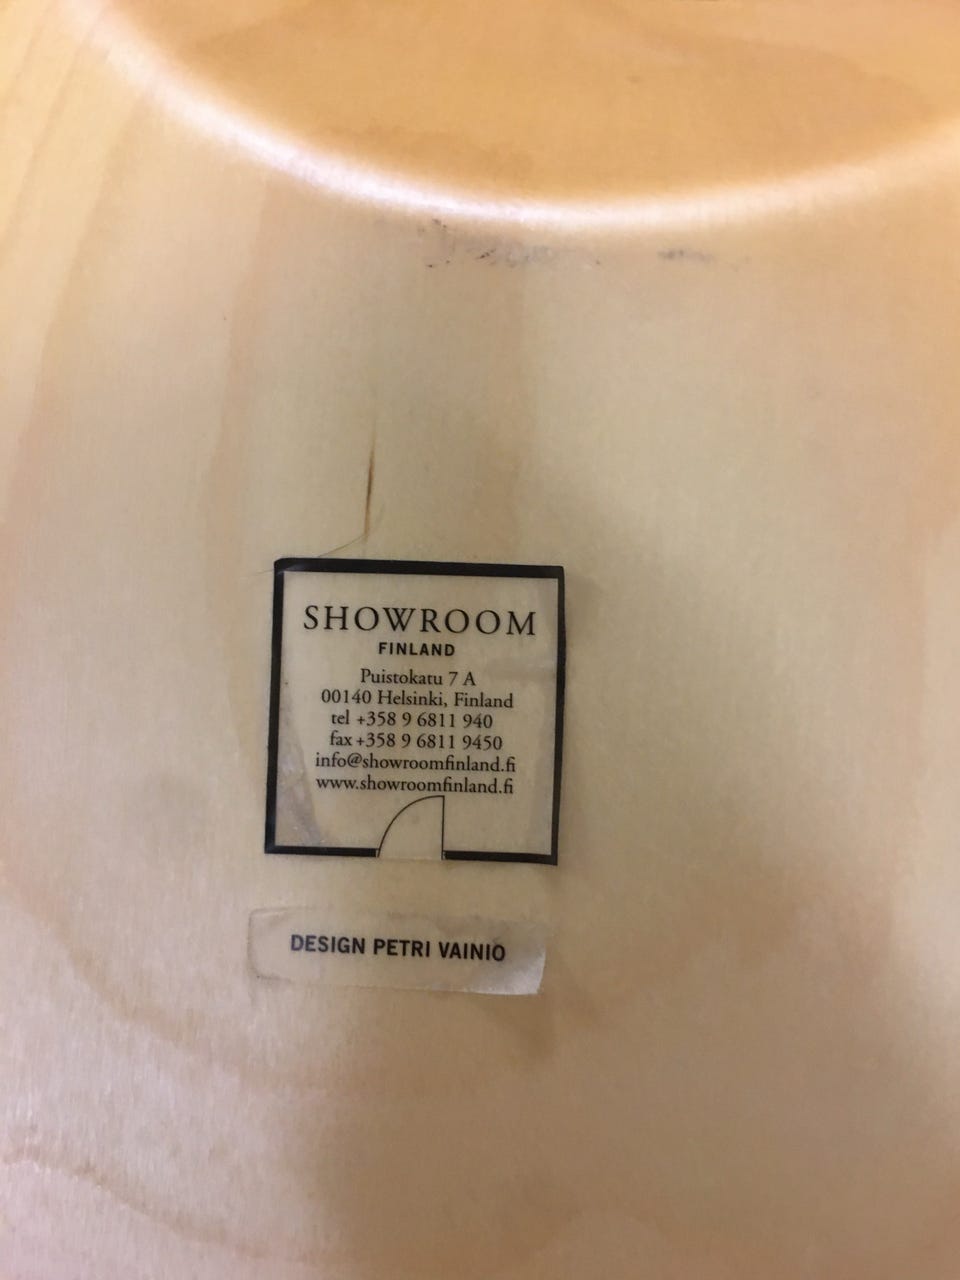 SHOWROOM
FINLAND
Puistokatu 7 A
00140 Helsinki, Finland
tel +358 9 6811 940
fax +358 9 6811 9450
info@showroomfinland.fi
www.showroomfinland.fi
DESIGN PETRI VAINIO